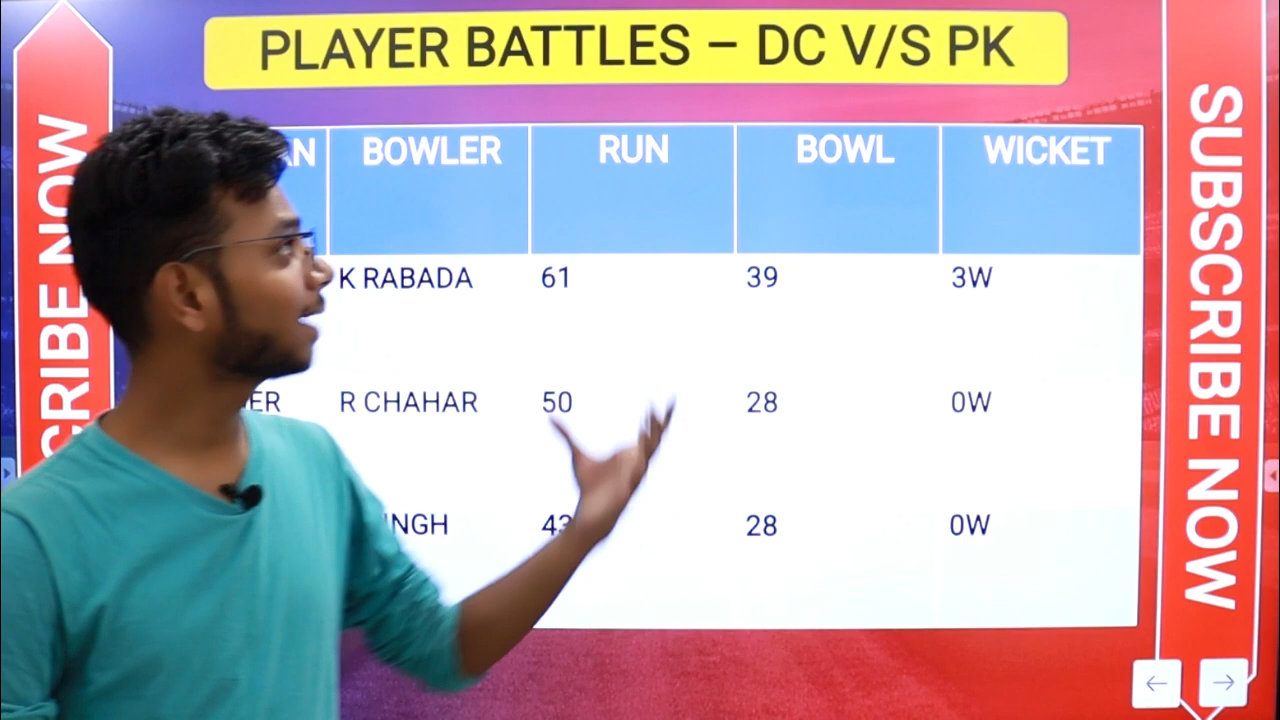 PLAYER BATTLES – DC V/S PK
BOWLER RUN BOWL WICKET
K RABADA 61 39 3W
R CHAHAR 50 28 0W
28 0W
SUBSCRIBE NOW
NOW